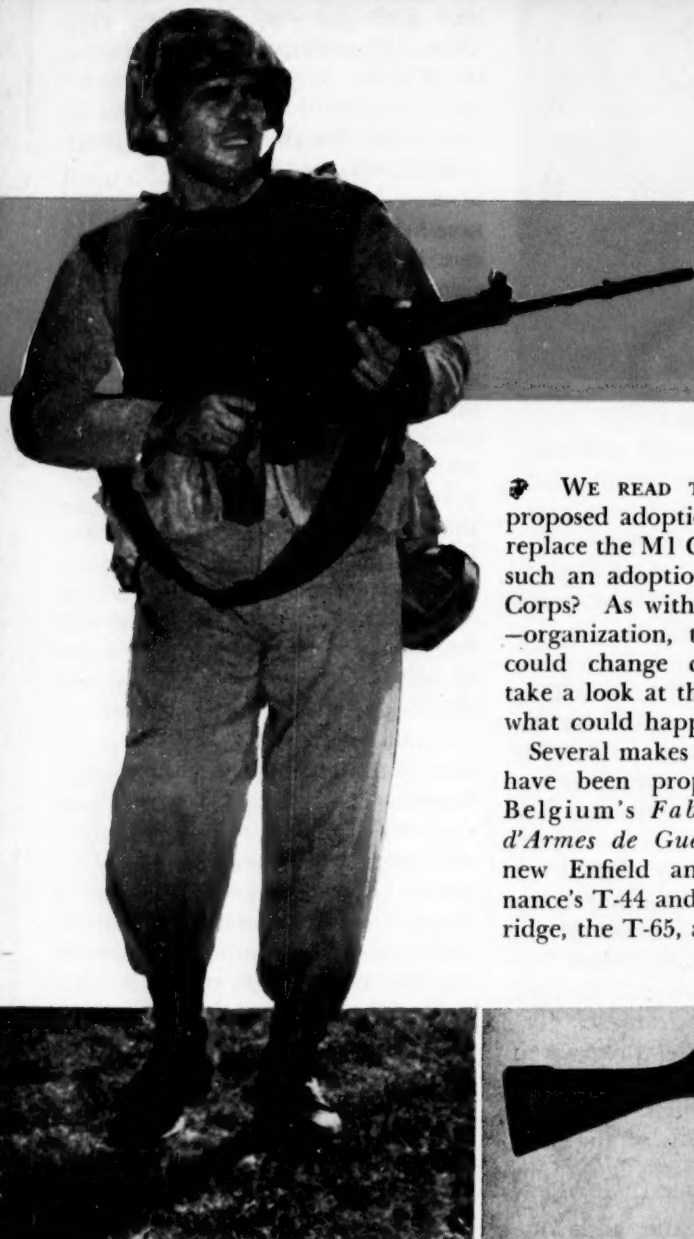 WE READ
proposed adopti
replace the M1
such an adoptio
Corps? As with
—organization, t
could change
take a look at th
what could happ
Several makes
have been prop
Belgium's Fab
d'Armes de Gue
new Enfield an
nance's T-44 and
ridge, the T-65, a